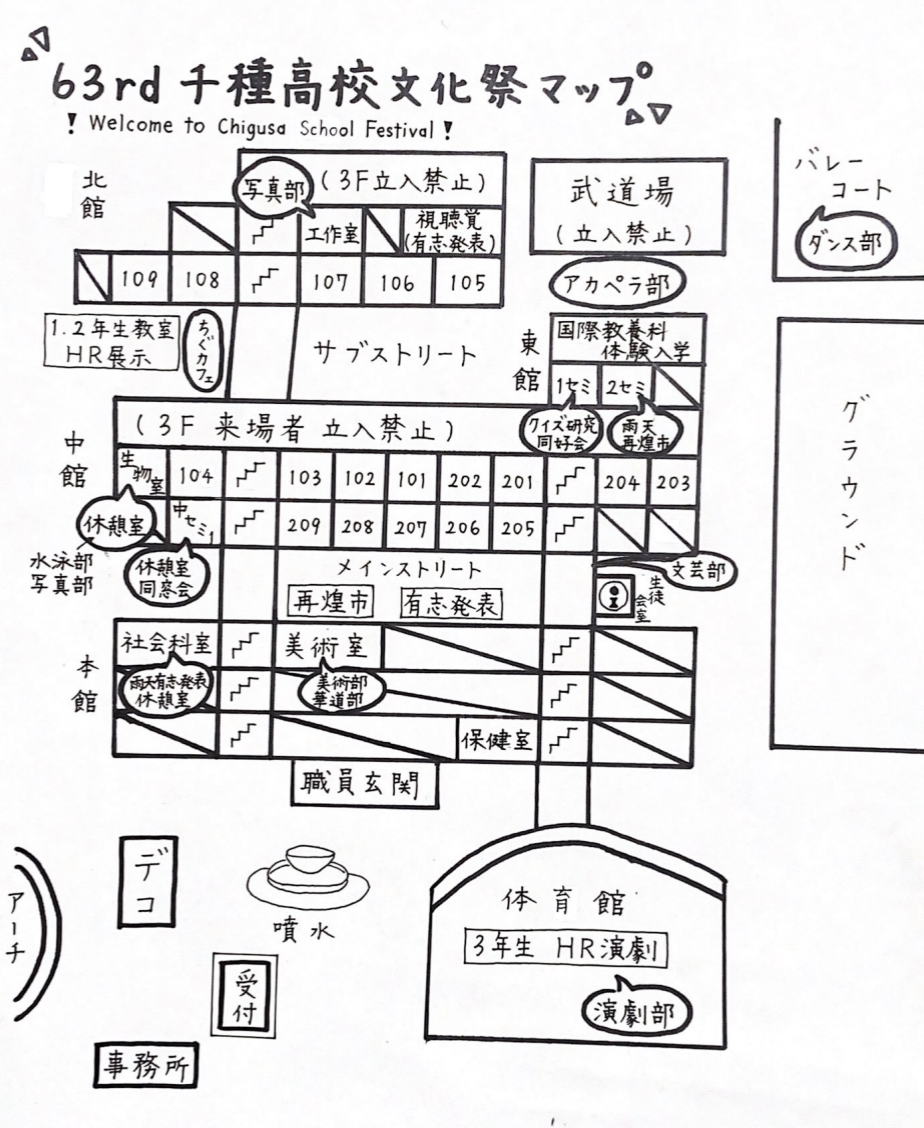 63rd 千種高校文化祭マップ
! Welcome to Chigusa School Festival !
北館
写真部
(3F立入禁止)
工作室
視聴覚
(有志発表)
109
108
107
106
105
武道場
(立入禁止)
アカペラ部
バレー
コート
ダンス部
1.2年生教室
HR展示
ちぐカフェ
サブストリート
東館
国際教養科
体験入学
1セミ
2セミ
クイズ研究
同好会
雨天
再煌市
グラウンド
中館
(3F 来場者 立入禁止)
生物室
104
103
102
101
202
201
204
203
休憩室
中セミ1
209
208
207
206
205
水泳部
写真部
休憩室
同窓会
メインストリート
再煌市
有志発表
文芸部
生徒会室
本館
社会科室
美術室
雨天有志発表
休憩室
美術部
華道部
保健室
職員玄関
アーチ
デコ
噴水
受付
事務所
体育館
3年生 HR演劇
演劇部